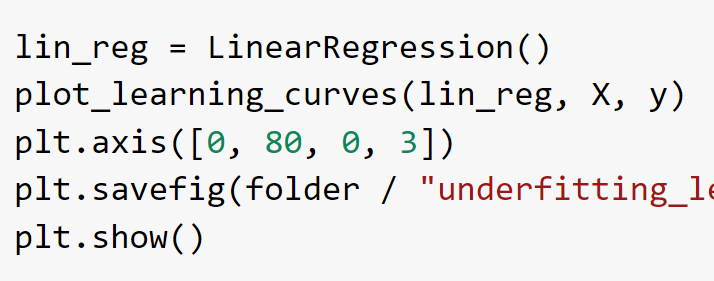 lin_reg = LinearRegression()
plot_learning_curves(lin_reg, X, y)
plt.axis([0, 80, 0, 3])
plt.savefig(folder / "underfitting_le
plt.show()